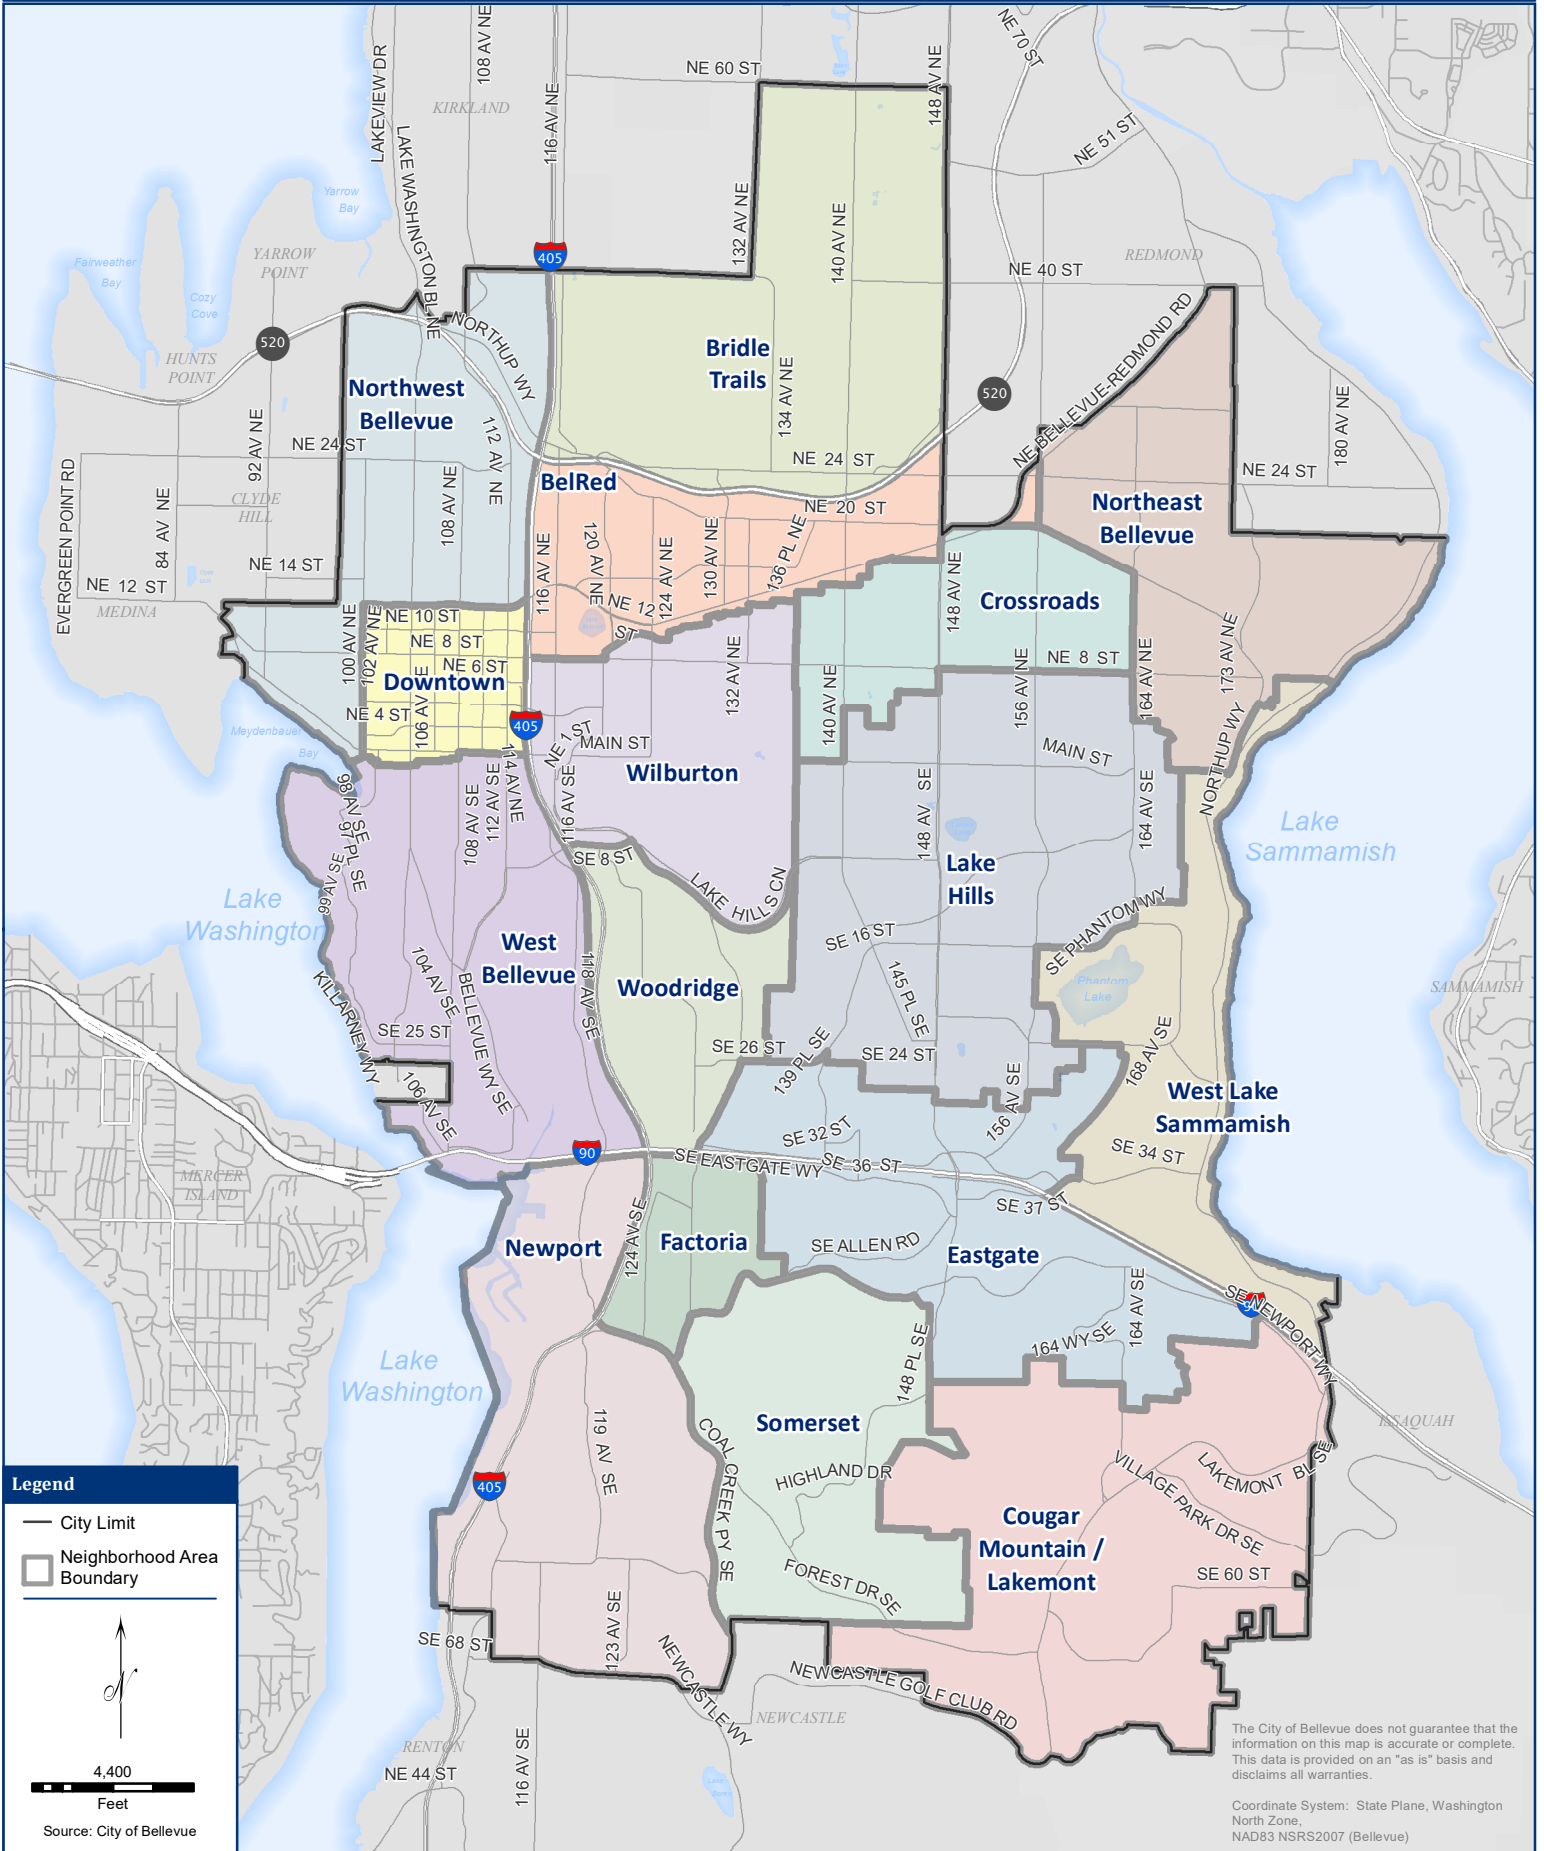 LAKEVIEW DR
108 AV NE
NE 60 ST
148 AV NE
NE 70 ST
KIRKLAND
116 AV NE
LAKE WASHINGTON BL NE
NE 51 ST
Yarrow
Bay
132 AV NE
140 AV NE
YARROW
POINT
405
REDMOND
NE 40 ST
Fairweather
Bay
Cozy
Cove
NORTHUP WY
NE BELLEVUE-REDMOND RD
520
HUNTS
POINT
Bridle
Trails
134 AV NE
Northwest
Bellevue
520
112 AV NE
180 AV NE
92 AV NE
NE 24 ST
NE 24 ST
NE 24 ST
EVERGREEN POINT RD
84 AV NE
CLYDE
HILL
108 AV NE
BelRed
NE 20 ST
Northeast
Bellevue
116 AV NE
120 AV NE
124 AV NE
130 AV NE
136 PL NE
NE 14 ST
NE 12 ST
MEDINA
NE 12
ST
148 AV NE
Crossroads
100 AV NE
102 AV NE
NE 10 ST
NE 8 ST
NE 6 ST
Downtown
NE 4 ST
106 AV NE
132 AV NE
140 AV NE
156 AV NE
NE 8 ST
164 AV NE
173 AV NE
405
Meydenbauer
Bay
NE 1 ST
MAIN ST
MAIN ST
NORTHUP WY
114 AV NE
Wilburton
98 AV SE
97 PL SE
99 AV SE
108 AV SE
112 AV SE
116 AV SE
148 AV SE
164 AV SE
Lake
Sammamish
SE 8 ST
LAKE HILLS CN
Lake
Hills
Lake
Washington
West
Bellevue
SE 16 ST
SE PHANTOM WY
104 AV SE
BELLEVUE WY SE
118 AV SE
Woodridge
145 PL SE
Phantom
Lake
SAMMAMISH
KILLARNEY WY
SE 25 ST
SE 26 ST
139 PL SE
SE 24 ST
168 AV SE
106 AV SE
156 AV SE
West Lake
Sammamish
SE 32 ST
90
SE EASTGATE WY
SE 36 ST
SE 34 ST
MERCER
ISLAND
SE 37 ST
124 AV SE
Newport
Factoria
SE ALLEN RD
Eastgate
164 AV SE
SE NEWPORT WY
164 WY SE
148 PL SE
Lake
Washington
119 AV SE
COAL CREEK PY SE
Somerset
ISSAQUAH
HIGHLAND DR
VILLAGE PARK DR SE
LAKEMONT BL SE
405
Cougar
Mountain /
Lakemont
FOREST DR SE
SE 60 ST
123 AV SE
SE 68 ST
NEWCASTLE WY
NEWCASTLE GOLF CLUB RD
NEWCASTLE
RENTON
NE 44 ST
116 AV SE
Legend
City Limit
Neighborhood Area
Boundary
N
4,400
Feet
Source: City of Bellevue
The City of Bellevue does not guarantee that the
information on this map is accurate or complete.
This data is provided on an "as is" basis and
disclaims all warranties.
Coordinate System: State Plane, Washington
North Zone,
NAD83 NSRS2007 (Bellevue)